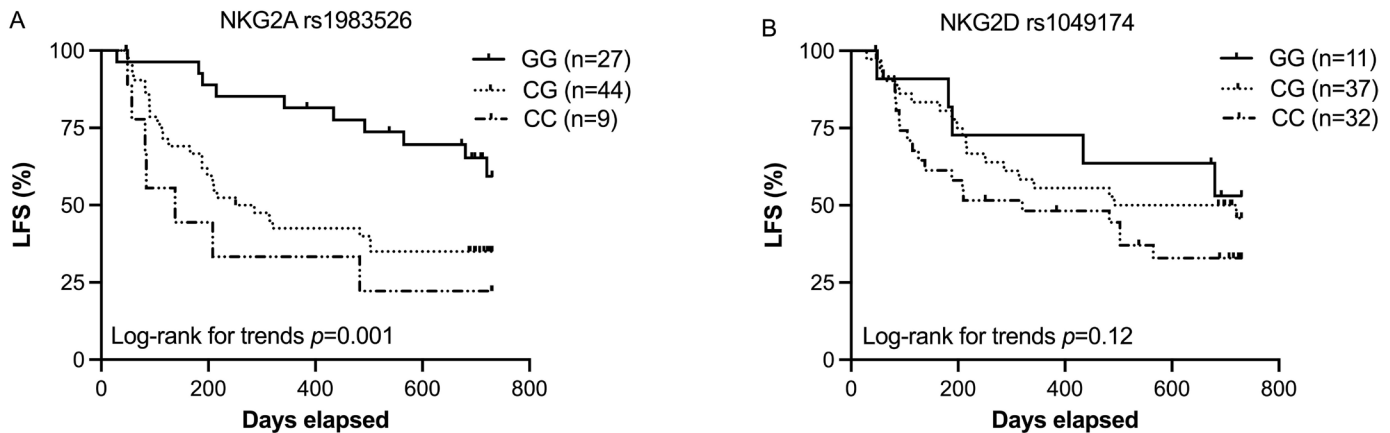 A
NKG2A rs1983526
GG (n=27)
CG (n=44)
CC (n=9)
LFS (%)
100
75
50
25
0
Log-rank for trends p=0.001
0 200 400 600 800
Days elapsed
B
NKG2D rs1049174
GG (n=11)
CG (n=37)
CC (n=32)
LFS (%)
100
75
50
25
0
Log-rank for trends p=0.12
0 200 400 600 800
Days elapsed